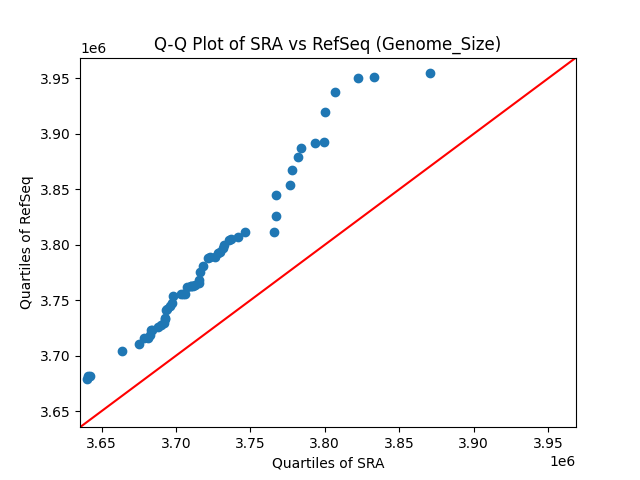 Q-Q Plot of SRA vs RefSeq (Genome_Size)
1e6
3.95
3.90
3.85
3.80
3.75
3.70
3.65
Quartiles of RefSeq
3.65 3.70 3.75 3.80 3.85 3.90 3.95
Quartiles of SRA
1e6